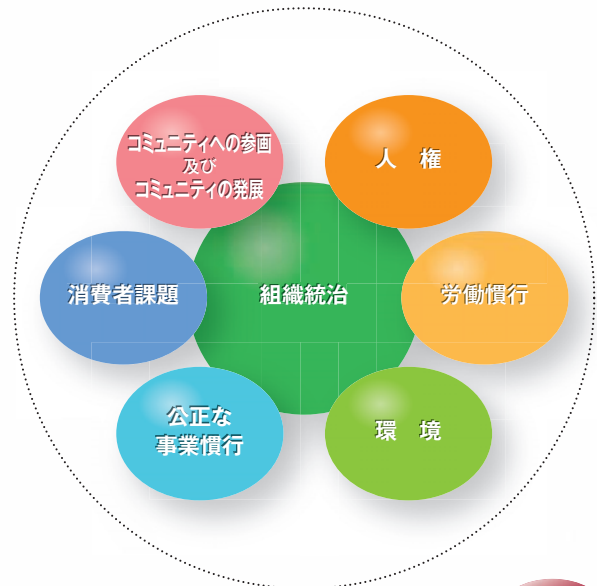 コミュニティへの参画
及び
コミュニティの発展
人　権
消費者課題
組織統治
労働慣行
公正な
事業慣行
環　境